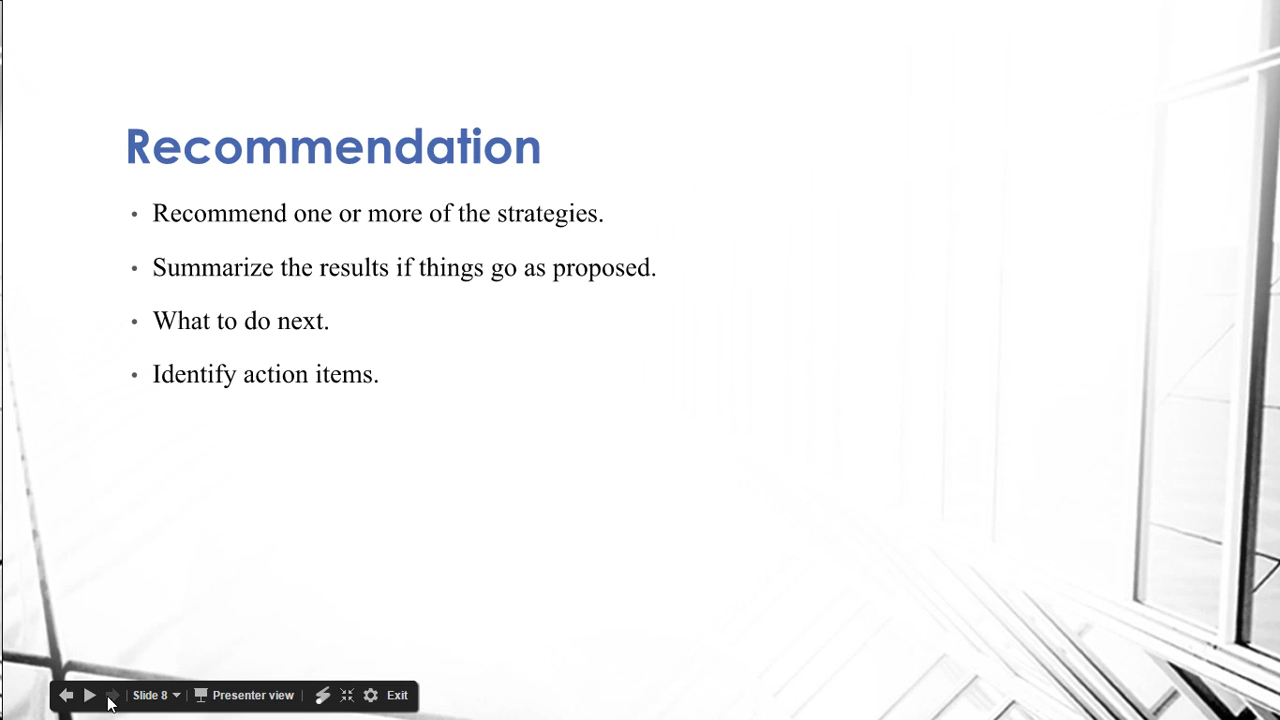 Recommendation
• Recommend one or more of the strategies.
• Summarize the results if things go as proposed.
• What to do next.
• Identify action items.
Slide 8 Presenter view Exit